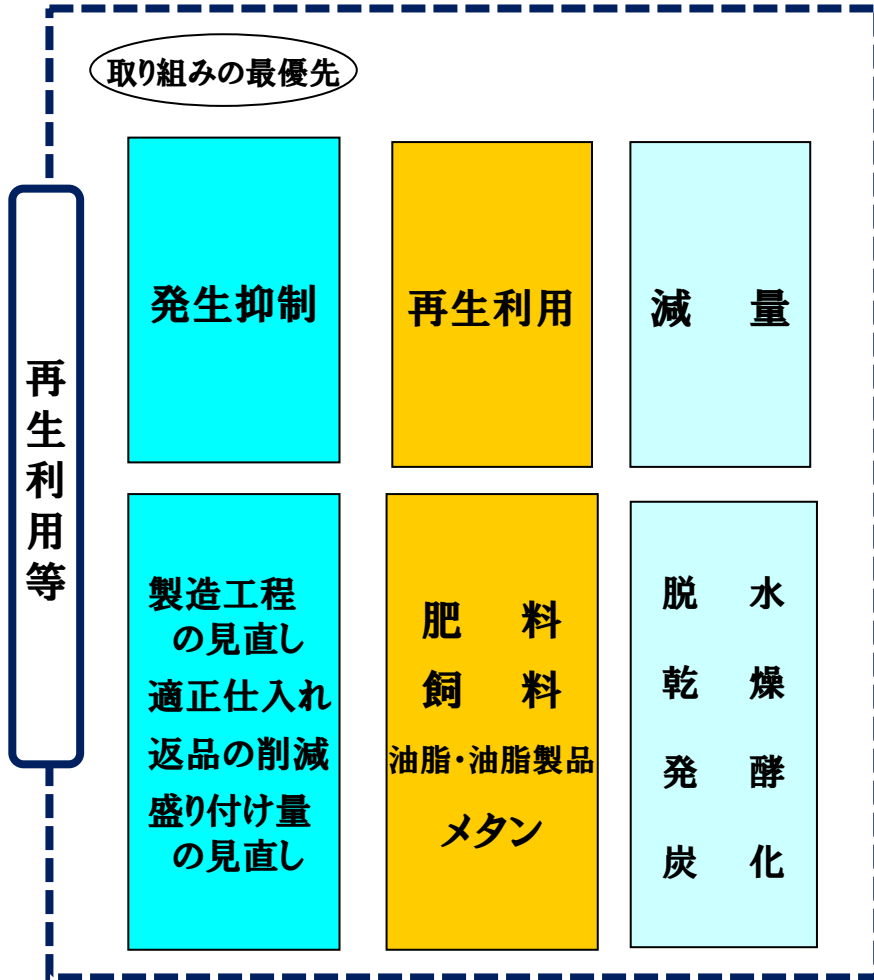 取り組みの最優先
再生利用等
発生抑制
再生利用
減　量
製造工程
の見直し
適正仕入れ
返品の削減
盛り付け量
の見直し
肥　料
飼　料
油脂・油脂製品
メタン
脱　水
乾　燥
発　酵
炭　化